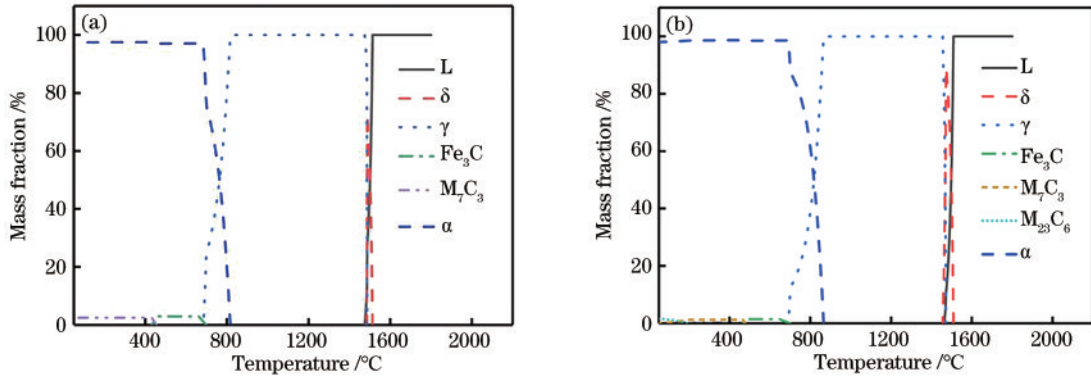 (a)
100
80
60
40
20
0
Mass fraction /%
L
δ
γ
Fe₃C
M₇C₃
α
400
800
1200
1600
2000
Temperature /°C
(b)
100
80
60
40
20
0
Mass fraction /%
L
δ
γ
Fe₃C
M₇C₃
M₂₃C₆
α
400
800
1200
1600
2000
Temperature /°C